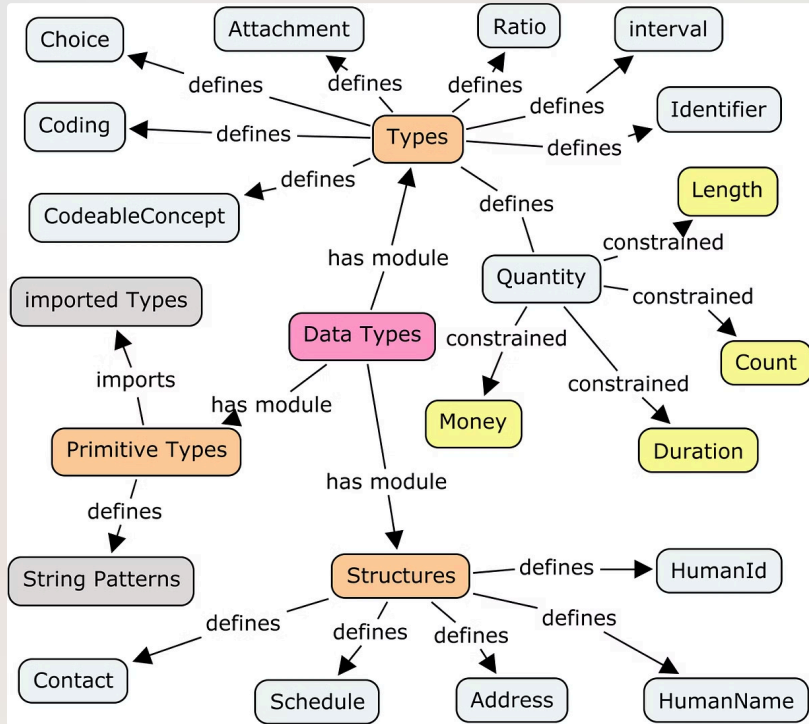 Choice
Attachment
Ratio
interval
defines
defines
defines
defines
Coding
defines
Types
defines
Identifier
defines
CodeableConcept
defines
Length
has module
constrained
Quantity
imported Types
constrained
Data Types
constrained
Count
imports
has module
constrained
Money
Primitive Types
Duration
has module
defines
String Patterns
Structures
defines
HumanId
defines
defines
defines
defines
Contact
Schedule
Address
HumanName